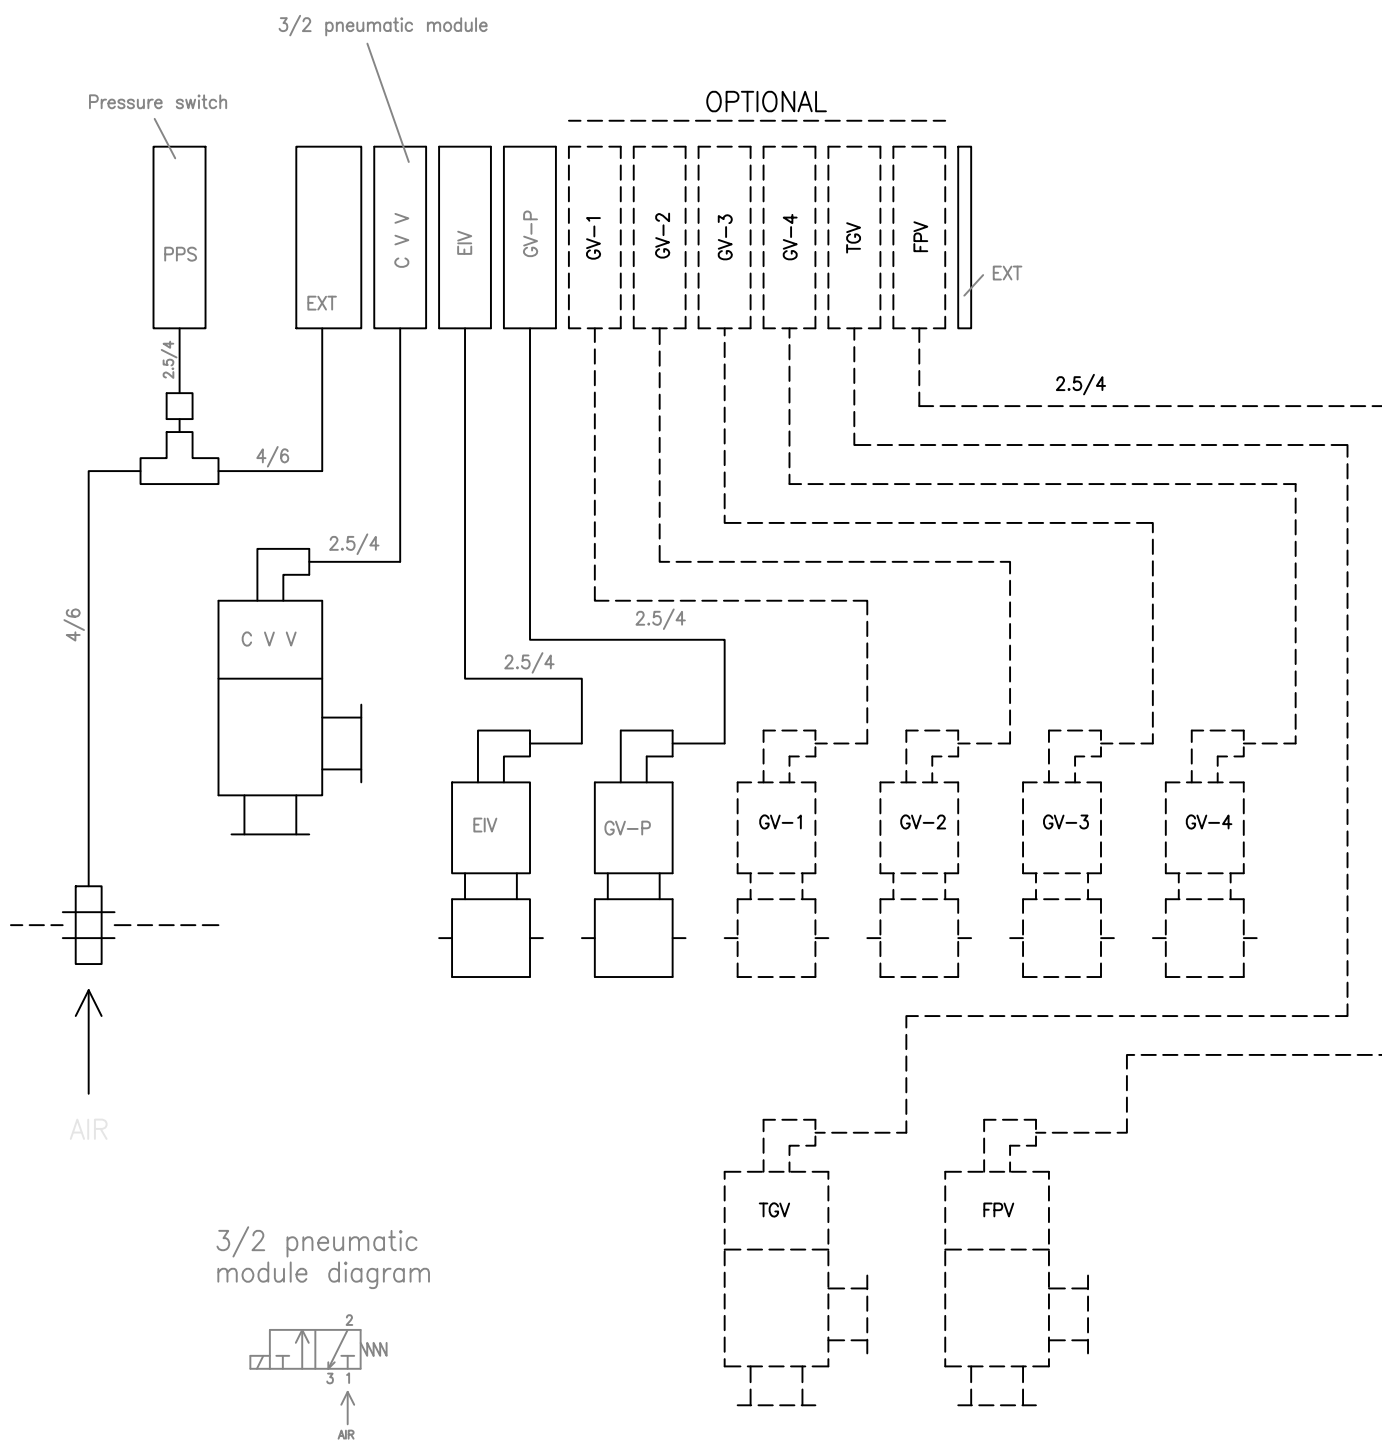 3/2 pneumatic module
Pressure switch
OPTIONAL
PPS
EXT
C V V
EIV
GV-P
GV-1
GV-2
GV-3
GV-4
TGV
FPV
EXT
2.5/4
2.5/4
4/6
2.5/4
4/6
C V V
2.5/4
2.5/4
EIV
GV-P
GV-1
GV-2
GV-3
GV-4
AIR
TGV
FPV
3/2 pneumatic
module diagram
2
3 1
AIR